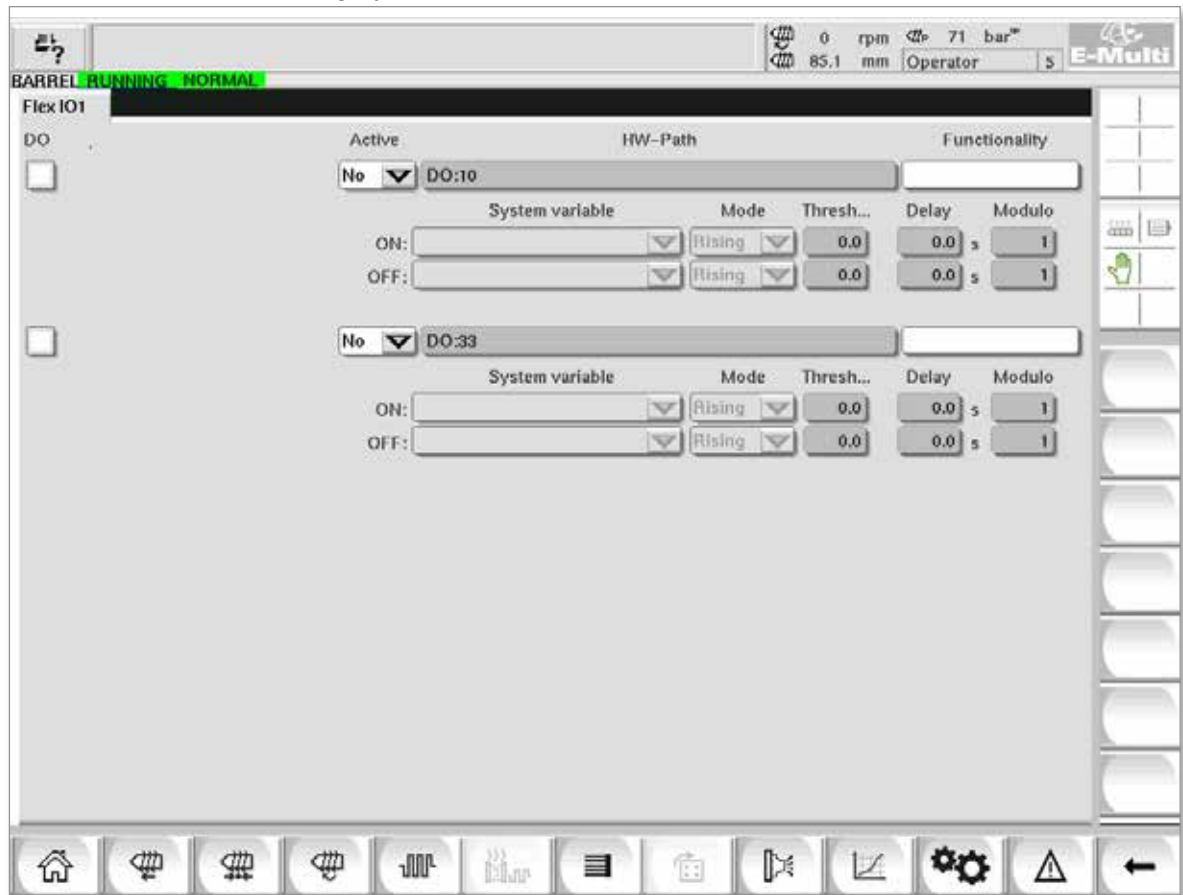 0 rpm 71 bar
85.1 mm Operator 5 E-Multi
BARREL RUNNING NORMAL
Flex IO1
DO Active HW-Path Functionality
No DO:10
System variable Mode Thresh... Delay Modulo
ON: Rising 0.0 0.0 s 1
OFF: Rising 0.0 0.0 s 1
No DO:33
System variable Mode Thresh... Delay Modulo
ON: Rising 0.0 0.0 s 1
OFF: Rising 0.0 0.0 s 1